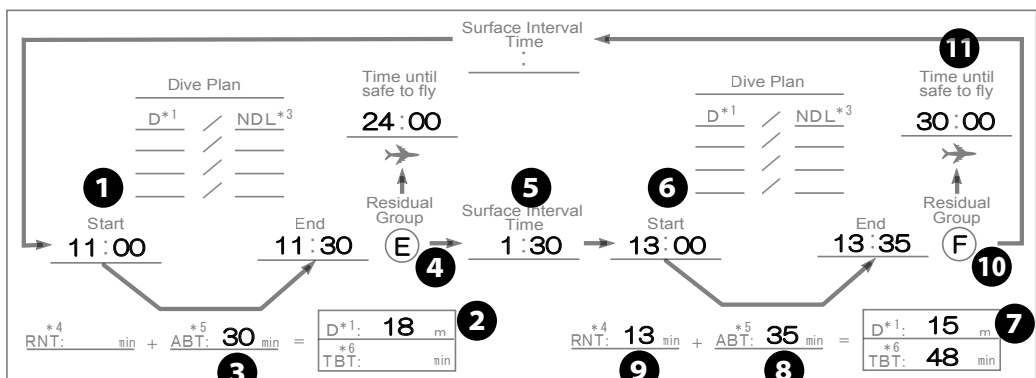 Surface Interval
Time
:
11
Dive Plan
D*1 / NDL*3
/
/
/
Time until
safe to fly
24:00
Dive Plan
D*1 / NDL*3
/
/
/
Time until
safe to fly
30:00
1
Start
11:00
End
11:30
Residual
Group
E
4
5
Surface Interval
Time
1:30
6
Start
13:00
End
13:35
Residual
Group
F
10
*4 RNT: min + *5 ABT: 30 min =
3
D*1: 18 m
2
*6 TBT: min
*4 RNT: 13 min + *5 ABT: 35 min =
9
8
D*1: 15 m
7
*6 TBT: 48 min